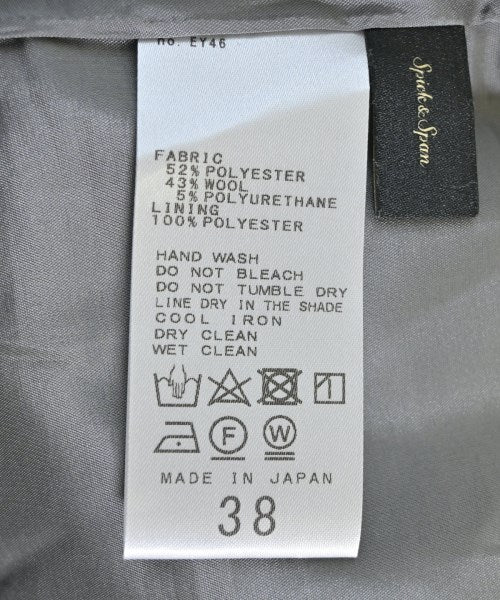 no. EY46
Spick&Span
FABRIC
52%POLYESTER
43%WOOL
5%POLYURETHANE
LINING
100%POLYESTER
HAND WASH
DO NOT BLEACH
DO NOT TUMBLE DRY
LINE DRY IN THE SHADE
COOL IRON
DRY CLEAN
WET CLEAN
F W
MADE IN JAPAN
38